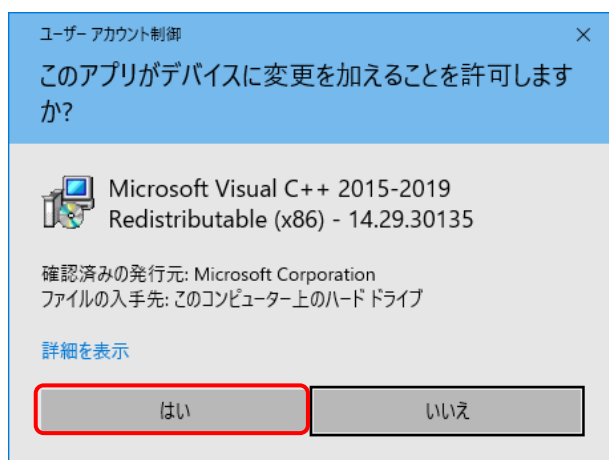 ユーザー アカウント制御
このアプリがデバイスに変更を加えることを許可します
か?
Microsoft Visual C++ 2015-2019
Redistributable (x86) - 14.29.30135
確認済みの発行元: Microsoft Corporation
ファイルの入手先: このコンピューター上のハード ドライブ
詳細を表示
はい
いいえ